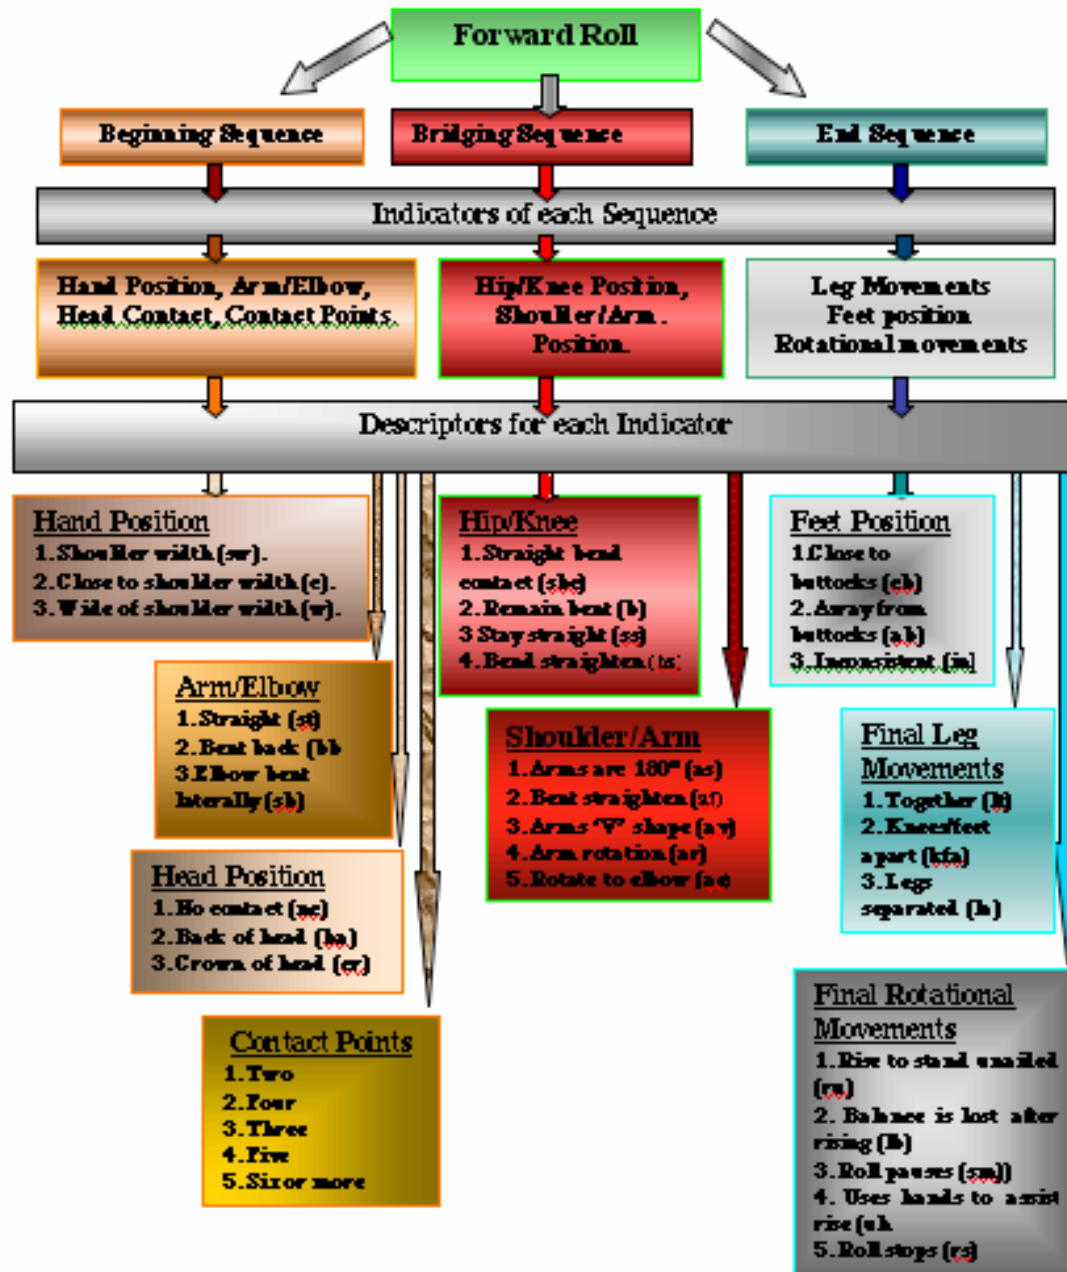 Forward Roll
Beginning Sequence
Bridging Sequence
End Sequence
Indicators of each Sequence
Hand Position, Arm/Elbow,
Head Contact, Contact Points.
Hip/Knee Position,
Shoulder/Arm .
Position.
Leg Movements
Feet position
Rotational movements
Descriptors for each Indicator
Hand Position
1. Shoulder width (sw).
2. Close to shoulder width (c).
3. Wide of shoulder width (w).
Arm/Elbow
1. Straight (st)
2. Bent back (bb
3.Elbow bent
laterally (sb)
Head Position
1. No contact (nc)
2. Back of head (ba)
3. Crown of head (cr)
Contact Points
1. Two
2. Four
3. Three
4. Five
5. Six or more
Hip/Knee
1. Straight bend
contact (sbc)
2. Remain bent (b)
3 Stay straight (ss)
4. Bend straighten (bs)
Shoulder/Arm
1. Arms are 180° (as)
2. Bent straighten
3. Arms 'V' shape (av)
4. Arm rotation (ar)
5. Rotate to elbow (ae)
Feet Position
1.Close to
buttocks (cb)
2. Away from
buttocks (ab)
3. Inconsistent (in)
Final Leg
Movements
1. Together (lt)
2. Knees/feet
apart (kfa)
3. Legs
separated (ls)
Final Rotational
Movements
1. Rise to stand unaided
(ru)
2. Balance is lost after
rising (lb)
3. Roll pauses (sm))
4. Uses hands to assist
rise (uh
5. Roll stops (rs)